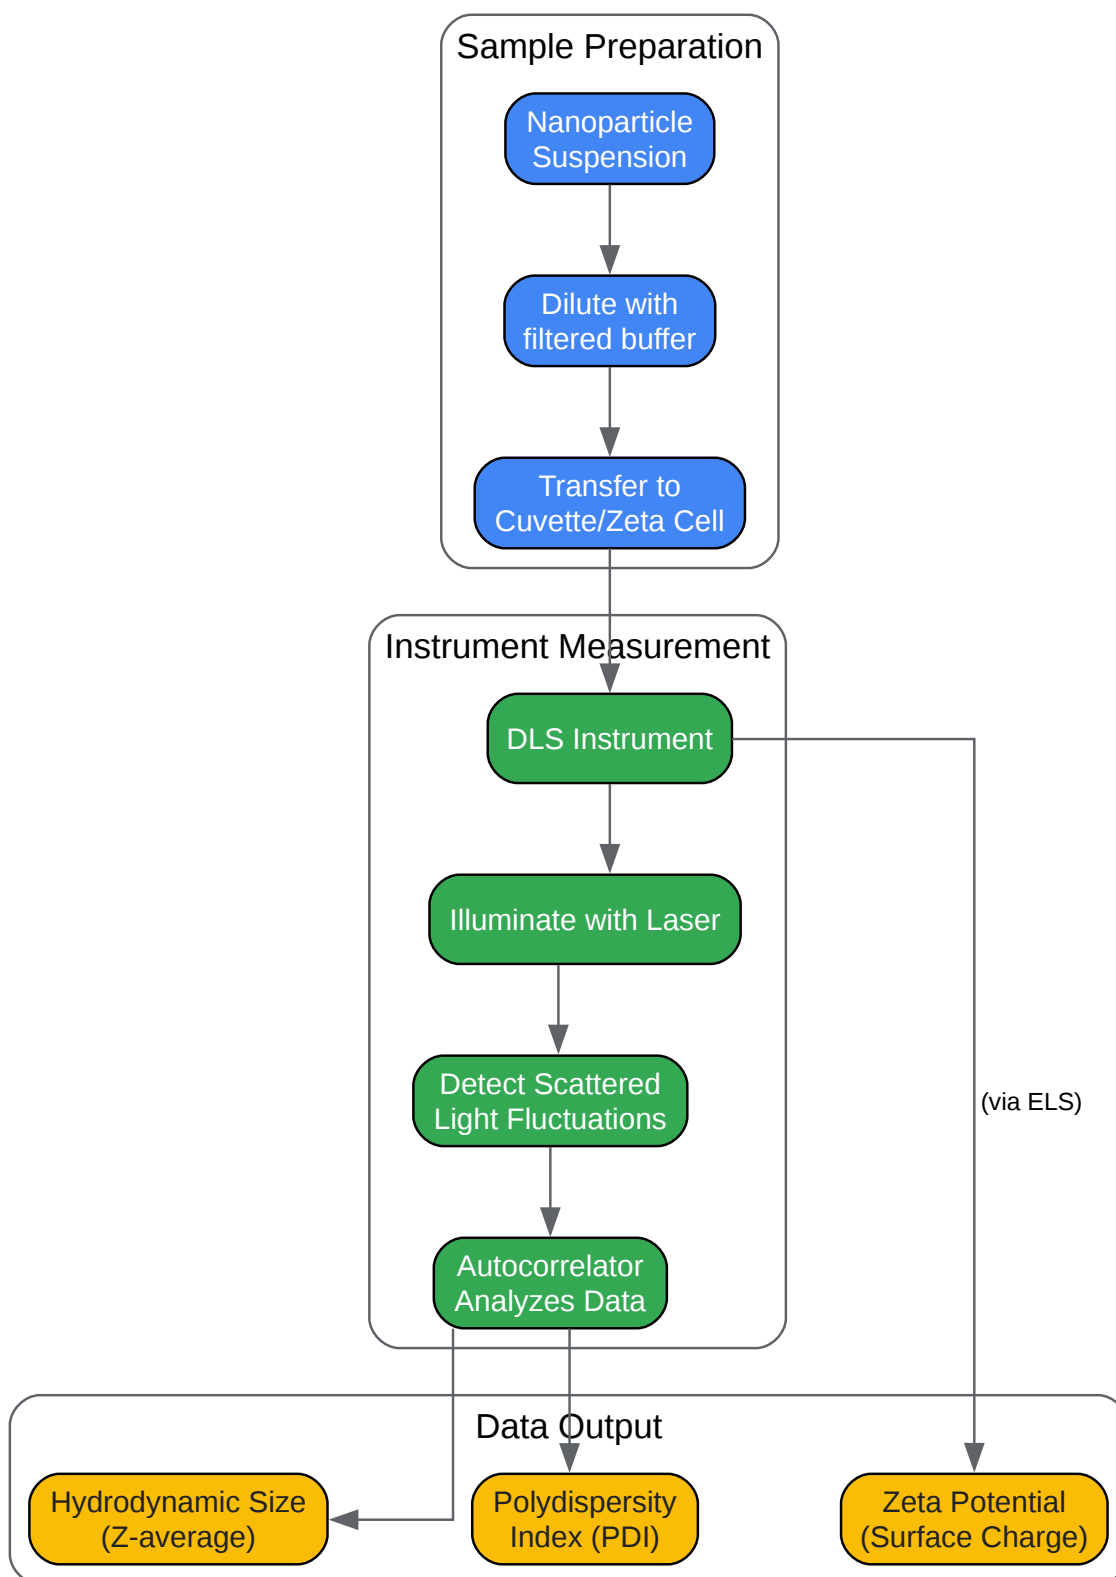 Sample Preparation
Nanoparticle
Suspension
Dilute with
filtered buffer
Transfer to
Cuvette/Zeta Cell
Instrument Measurement
DLS Instrument
Illuminate with Laser
Detect Scattered
Light Fluctuations
(via ELS)
Autocorrelator
Analyzes Data
Data Output
Hydrodynamic Size
(Z-average)
Polydispersity
Index (PDI)
Zeta Potential
(Surface Charge)